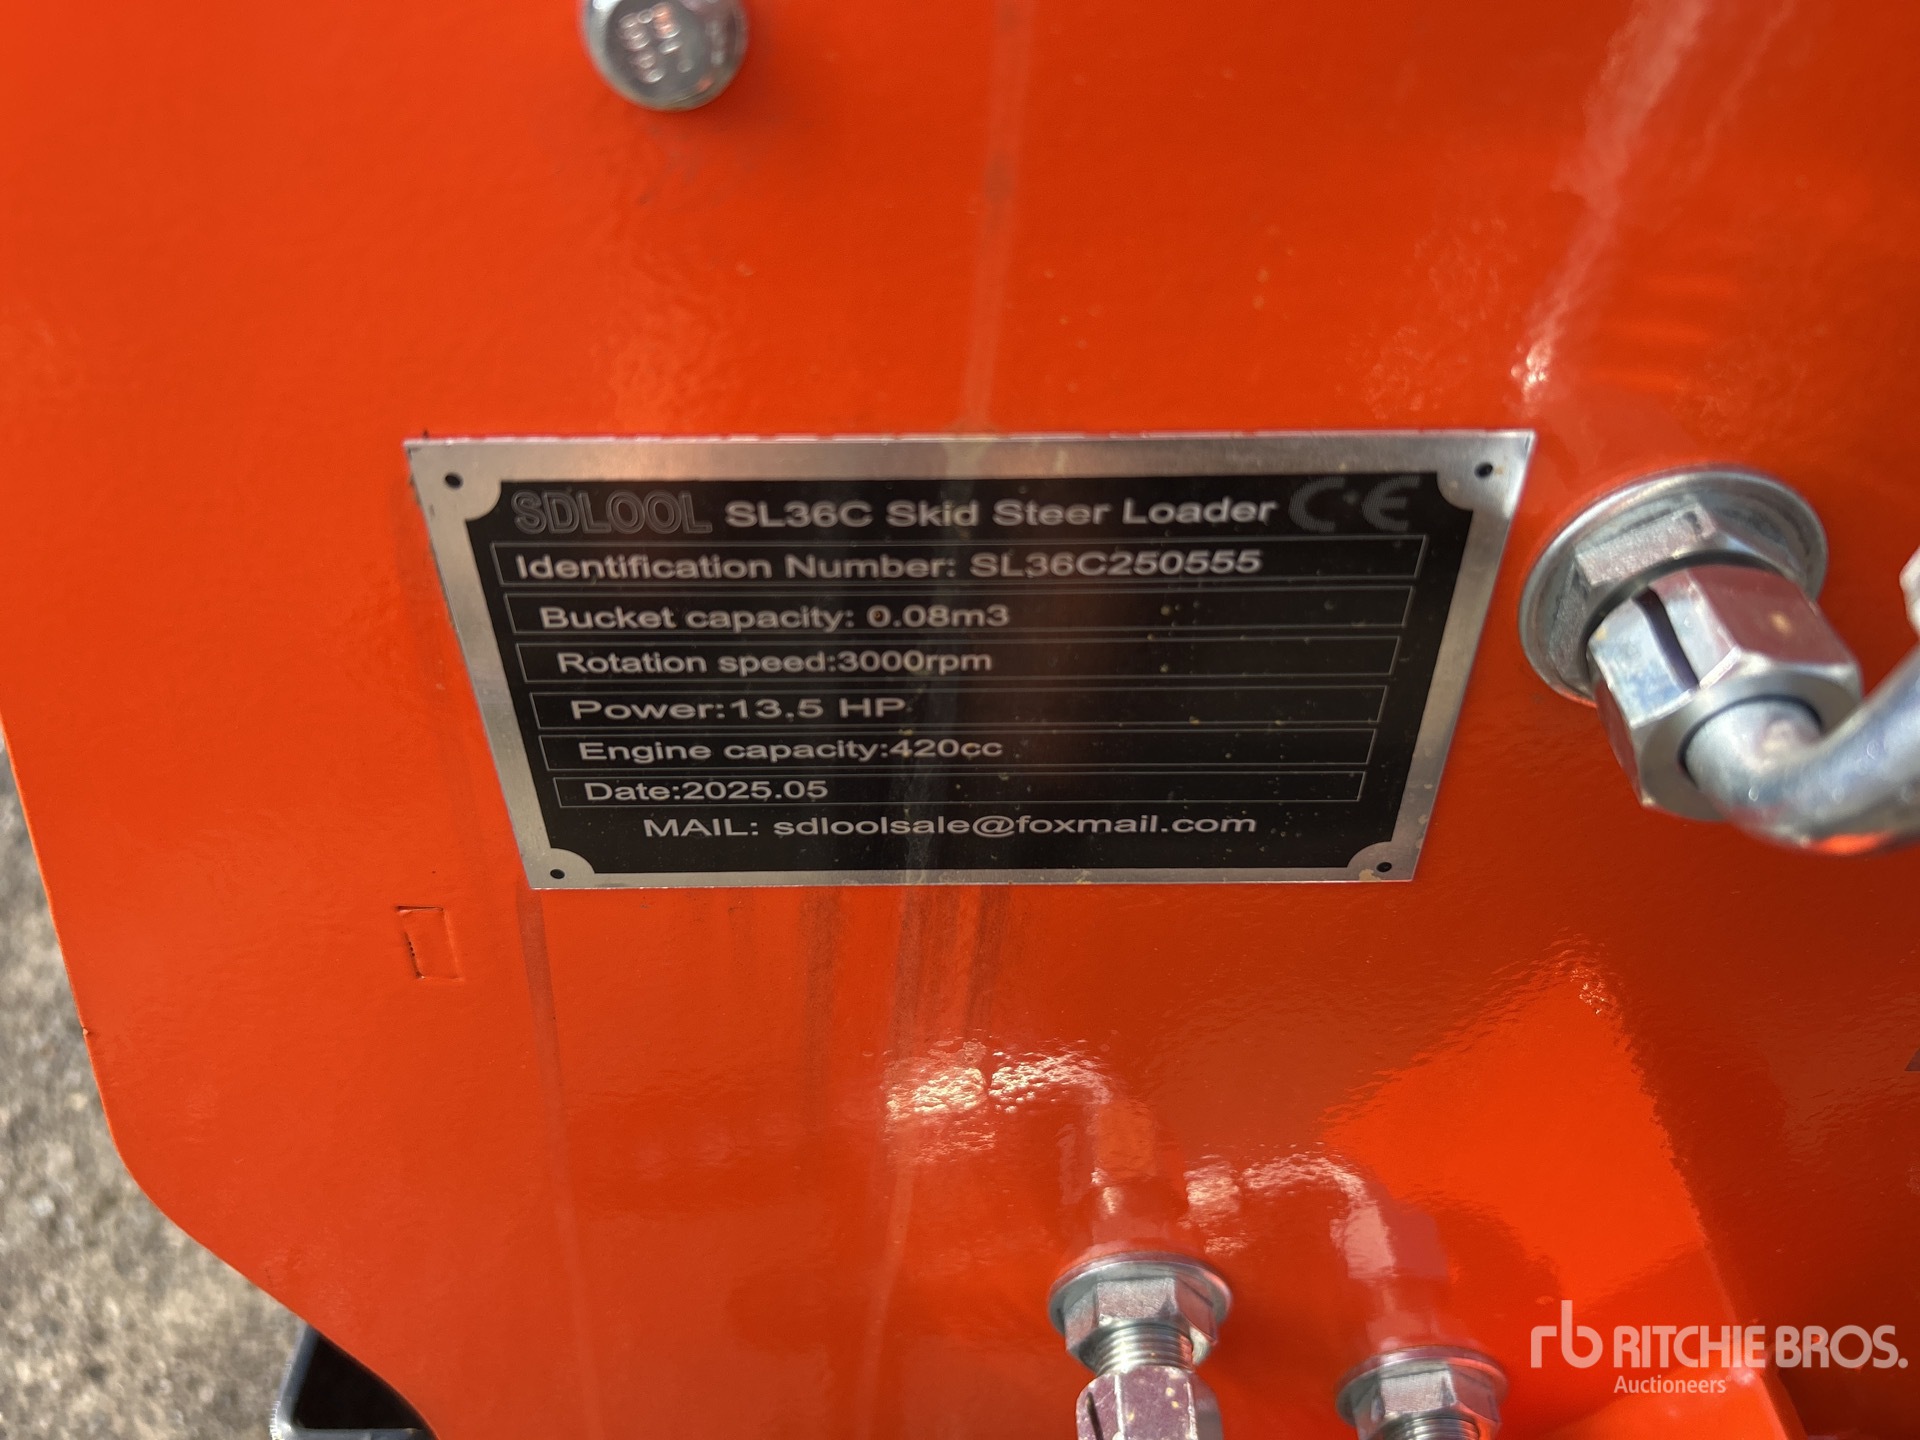 SDLOOL SL36C Skid Steer Loader CE
Identification Number: SL36C250555
Bucket capacity: 0.08m3
Rotation speed:3000rpm
Power:13.5 HP
Engine capacity:420cc
Date:2025.05
MAIL: sdloolsale@foxmail.com
rb RITCHIE BROS.
Auctioneers